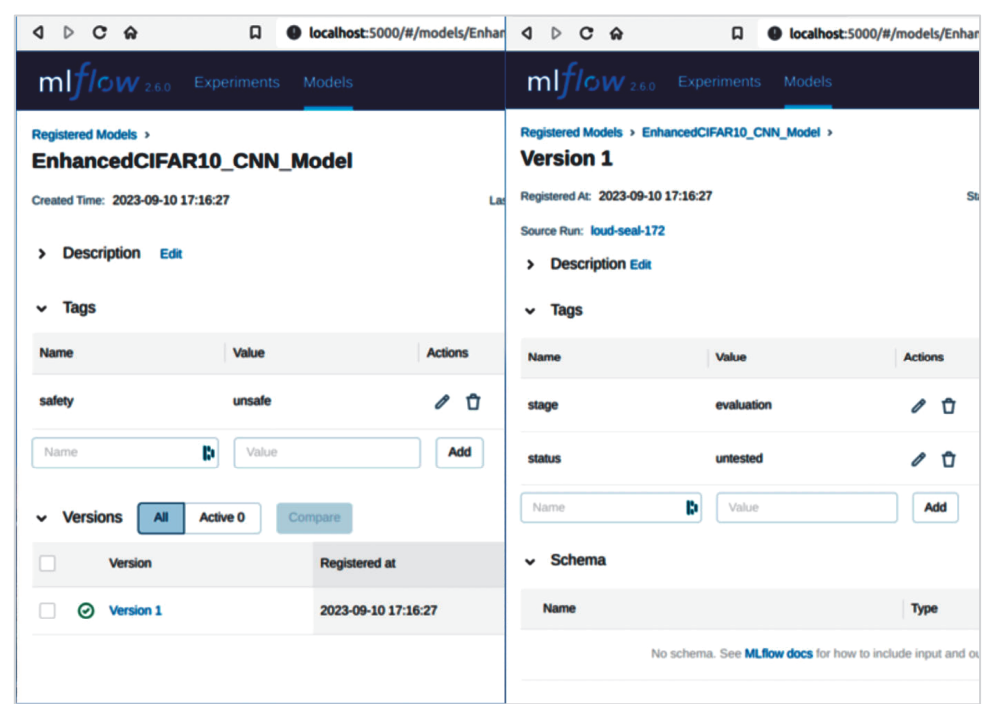 localhost:5000/#/models/Enhan
mlflow 2.6.0 Experiments Models
Registered Models >
EnhancedCIFAR10_CNN_Model
Created Time: 2023-09-10 17:16:27 Las
Description Edit
Tags
Name Value Actions
safety unsafe
Name Value Add
Versions All Active 0 Compare
Version Registered at
Version 1 2023-09-10 17:16:27
localhost:5000/#/models/Enhan
mlflow 2.6.0 Experiments Models
Registered Models > EnhancedCIFAR10_CNN_Model >
Version 1
Registered At: 2023-09-10 17:16:27 Sta
Source Run: loud-seal-172
Description Edit
Tags
Name Value Actions
stage evaluation
status untested
Name Value Add
Schema
Name Type
No schema. See MLflow docs for how to include input and ou